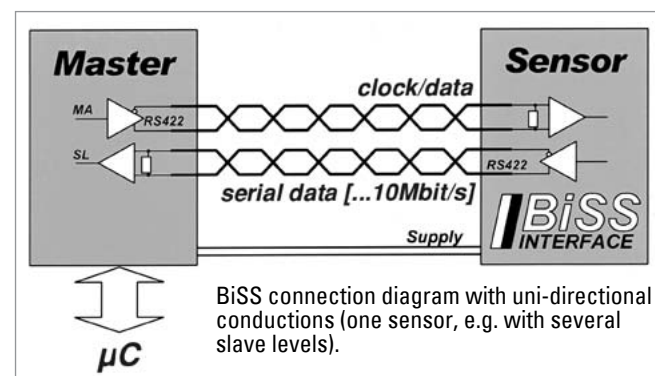 Master
Sensor
clock/data
MA
RS422
SL
RS422
serial data [...10Mbit/s]
BiSS
INTERFACE
Supply
BiSS connection diagram with uni-directional
conductions (one sensor, e.g. with several
slave levels).
µC